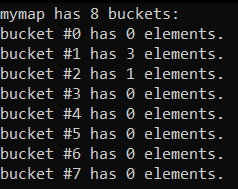 mymap has 8 buckets:
bucket #0 has 0 elements.
bucket #1 has 3 elements.
bucket #2 has 1 elements.
bucket #3 has 0 elements.
bucket #4 has 0 elements.
bucket #5 has 0 elements.
bucket #6 has 0 elements.
bucket #7 has 0 elements.